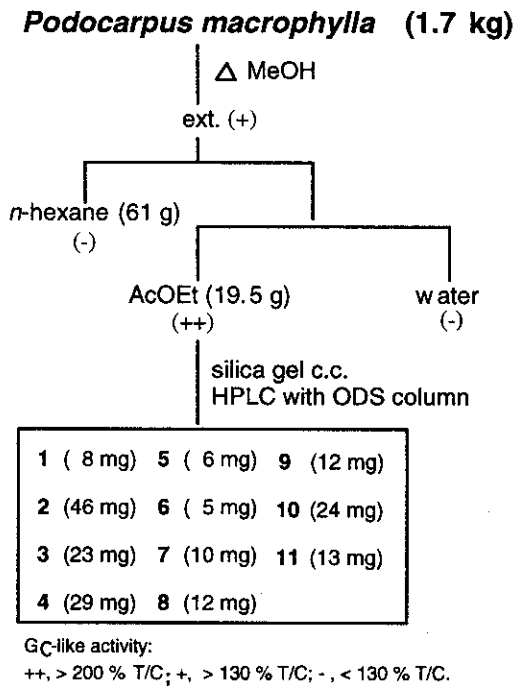 Podocarpus macrophylla (1.7 kg)
Δ MeOH
ext. (+)
n-hexane (61 g)
(-)
AcOEt (19.5 g)
(++)
water
(-)
silica gel c.c.
HPLC with ODS column
1 ( 8 mg) 5 ( 6 mg) 9 (12 mg)
2 (46 mg) 6 ( 5 mg) 10 (24 mg)
3 (23 mg) 7 (10 mg) 11 (13 mg)
4 (29 mg) 8 (12 mg)
GC-like activity:
++, > 200 % T/C; +, > 130 % T/C; - , < 130 % T/C.